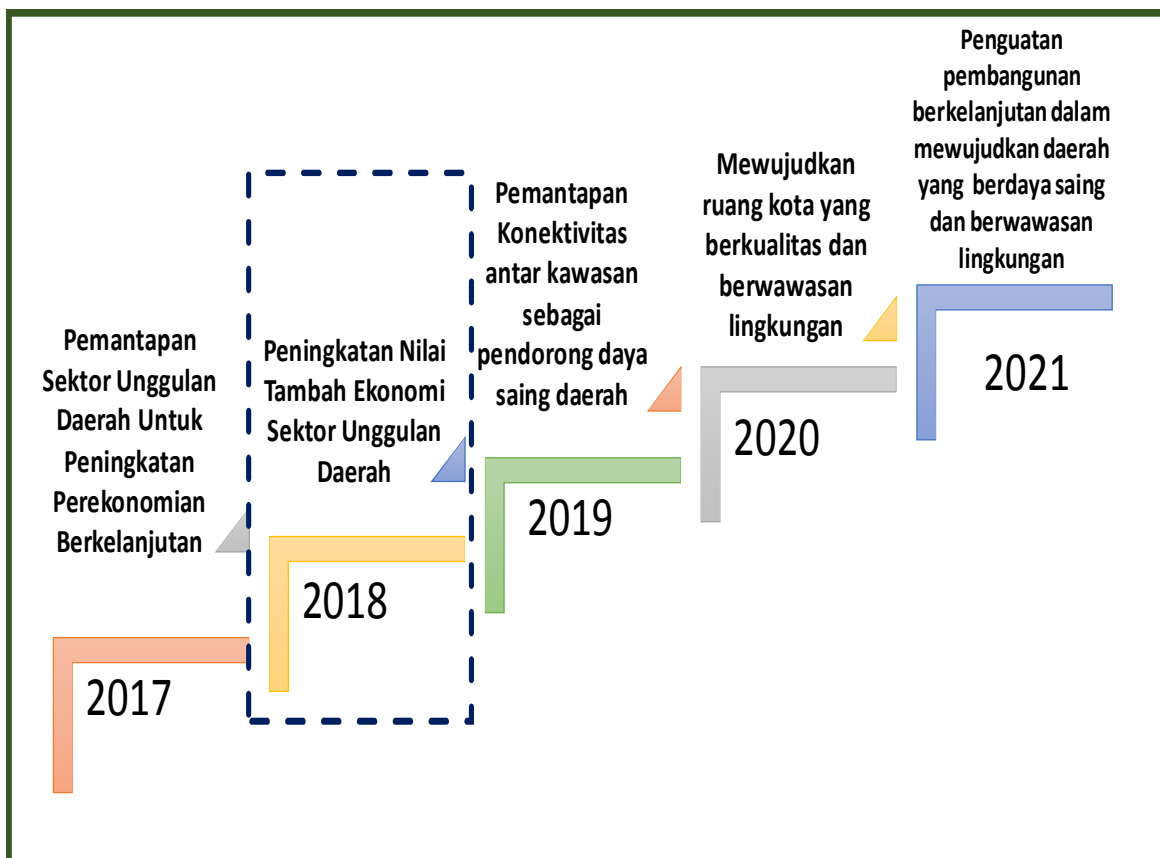 Pemantapan
Sektor Unggulan
Daerah Untuk
Peningkatan
Perekonomian
Berkelanjutan
2017
Peningkatan Nilai
Tambah Ekonomi
Sektor Unggulan
Daerah
2018
Pemantapan
Konektivitas
antar kawasan
sebagai
pendorong daya
saing daerah
2019
Mewujudkan
ruang kota yang
berkualitas dan
berwawasan
lingkungan
2020
Penguatan
pembangunan
berkelanjutan dalam
mewujudkan daerah
yang berdaya saing
dan berwawasan
lingkungan
2021